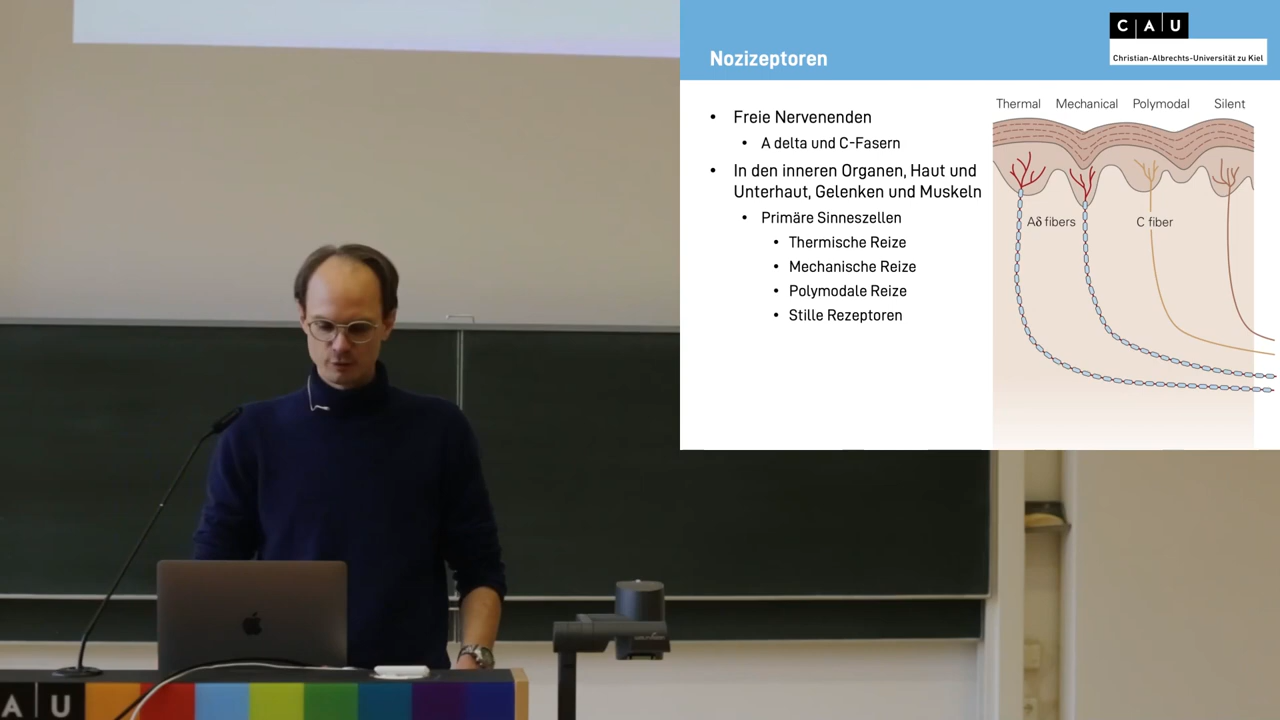 Nozizeptoren
C A U
Christian-Albrechts-Universität zu Kiel
• Freie Nervenenden
• A delta und C-Fasern
• In den inneren Organen, Haut und
Unterhaut, Gelenken und Muskeln
• Primäre Sinneszellen
• Thermische Reize
• Mechanische Reize
• Polymodale Reize
• Stille Rezeptoren
Thermal Mechanical Polymodal Silent
Aδ fibers C fiber
A U